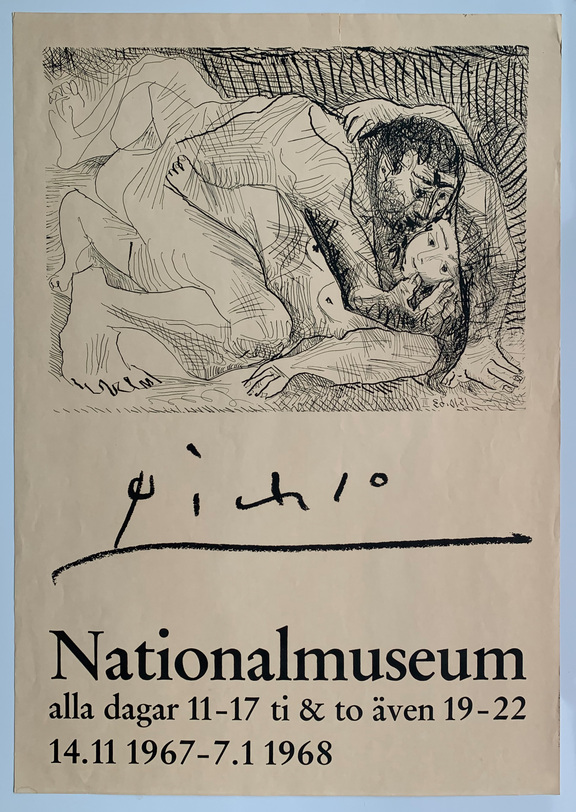 Picasso
Nationalmuseum
alla dagar 11–17 ti & to även 19–22
14.11 1967–7.1 1968